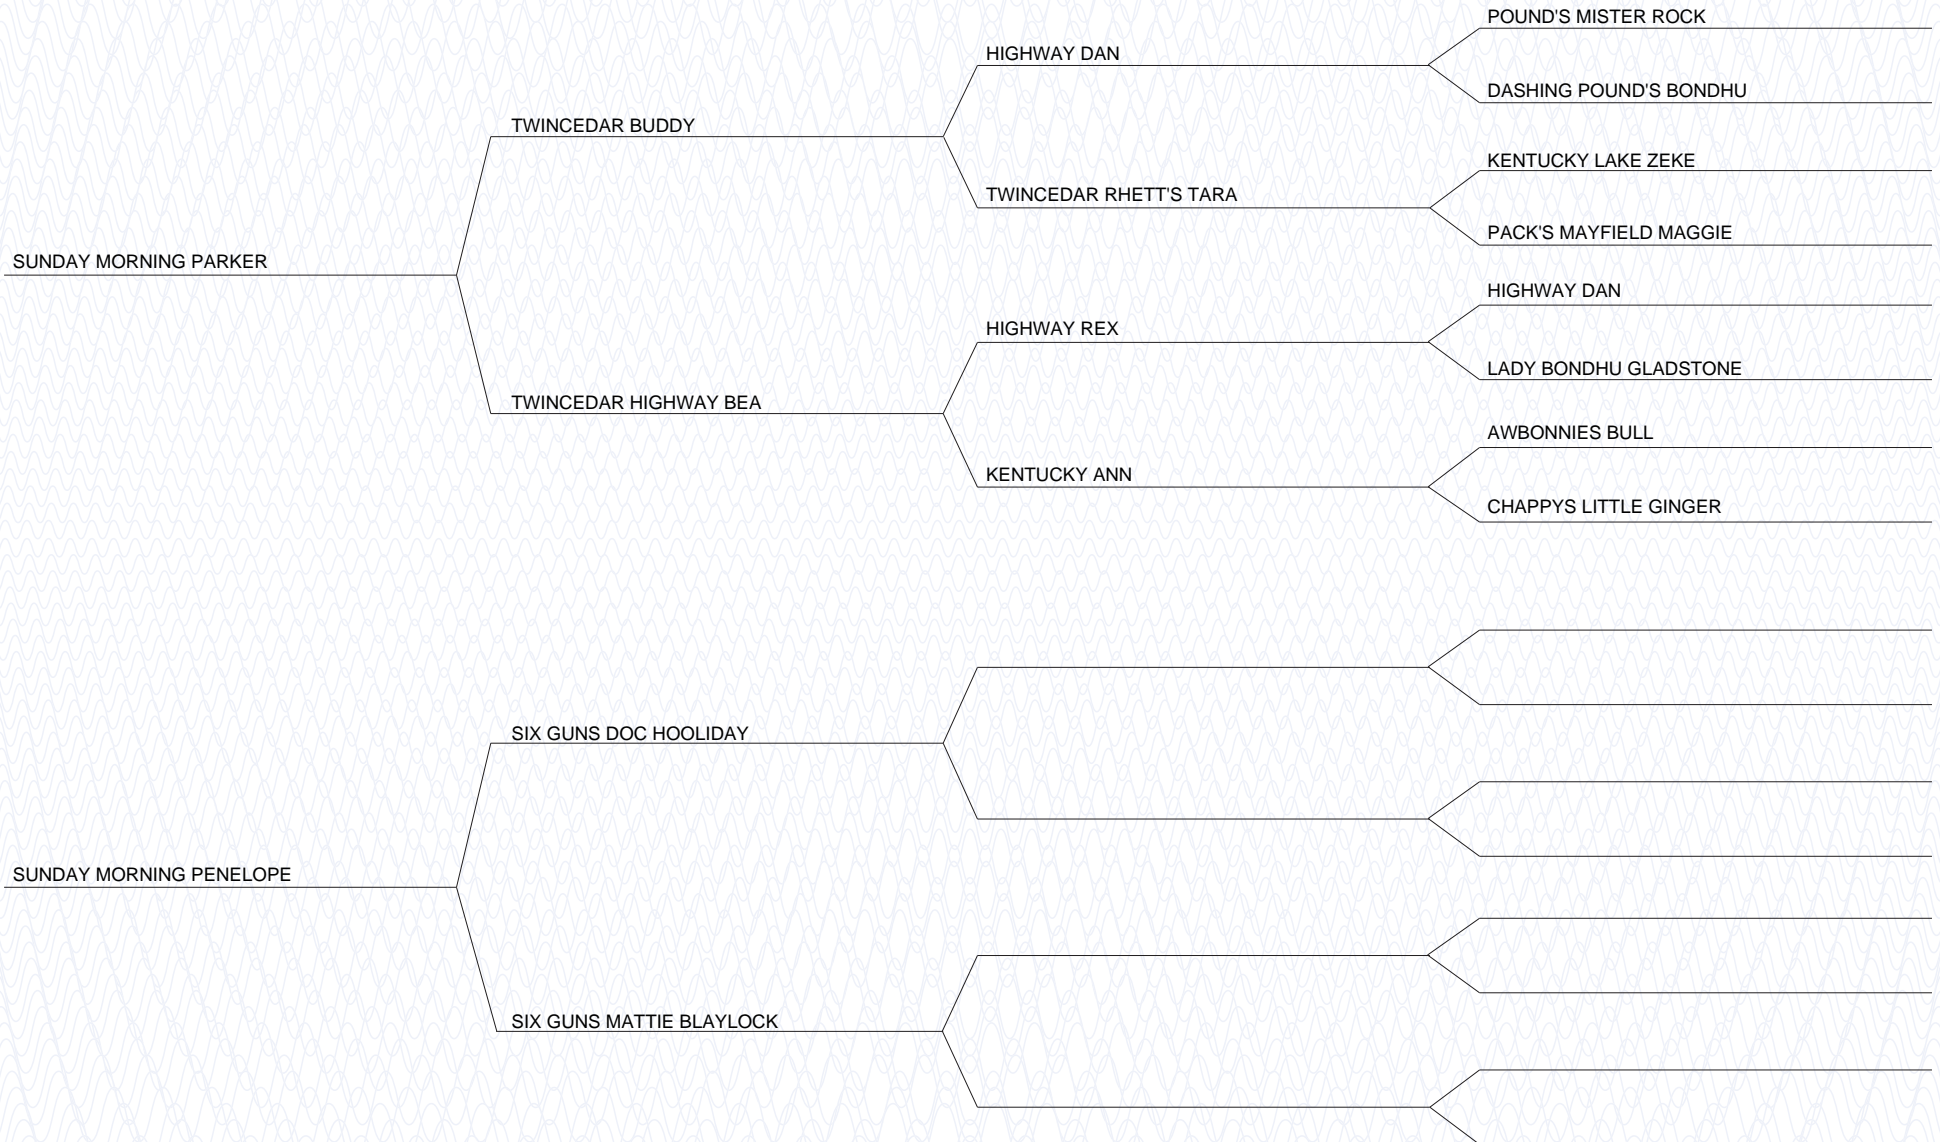 POUND'S MISTER ROCK
HIGHWAY DAN
DASHING POUND'S BONDHU
TWINCEDAR BUDDY
KENTUCKY LAKE ZEKE
TWINCEDAR RHETT'S TARA
PACK'S MAYFIELD MAGGIE
SUNDAY MORNING PARKER
HIGHWAY DAN
HIGHWAY REX
LADY BONDHU GLADSTONE
TWINCEDAR HIGHWAY BEA
AWBONNIES BULL
KENTUCKY ANN
CHAPPYS LITTLE GINGER
SIX GUNS DOC HOOLIDAY
SUNDAY MORNING PENELOPE
SIX GUNS MATTIE BLAYLOCK